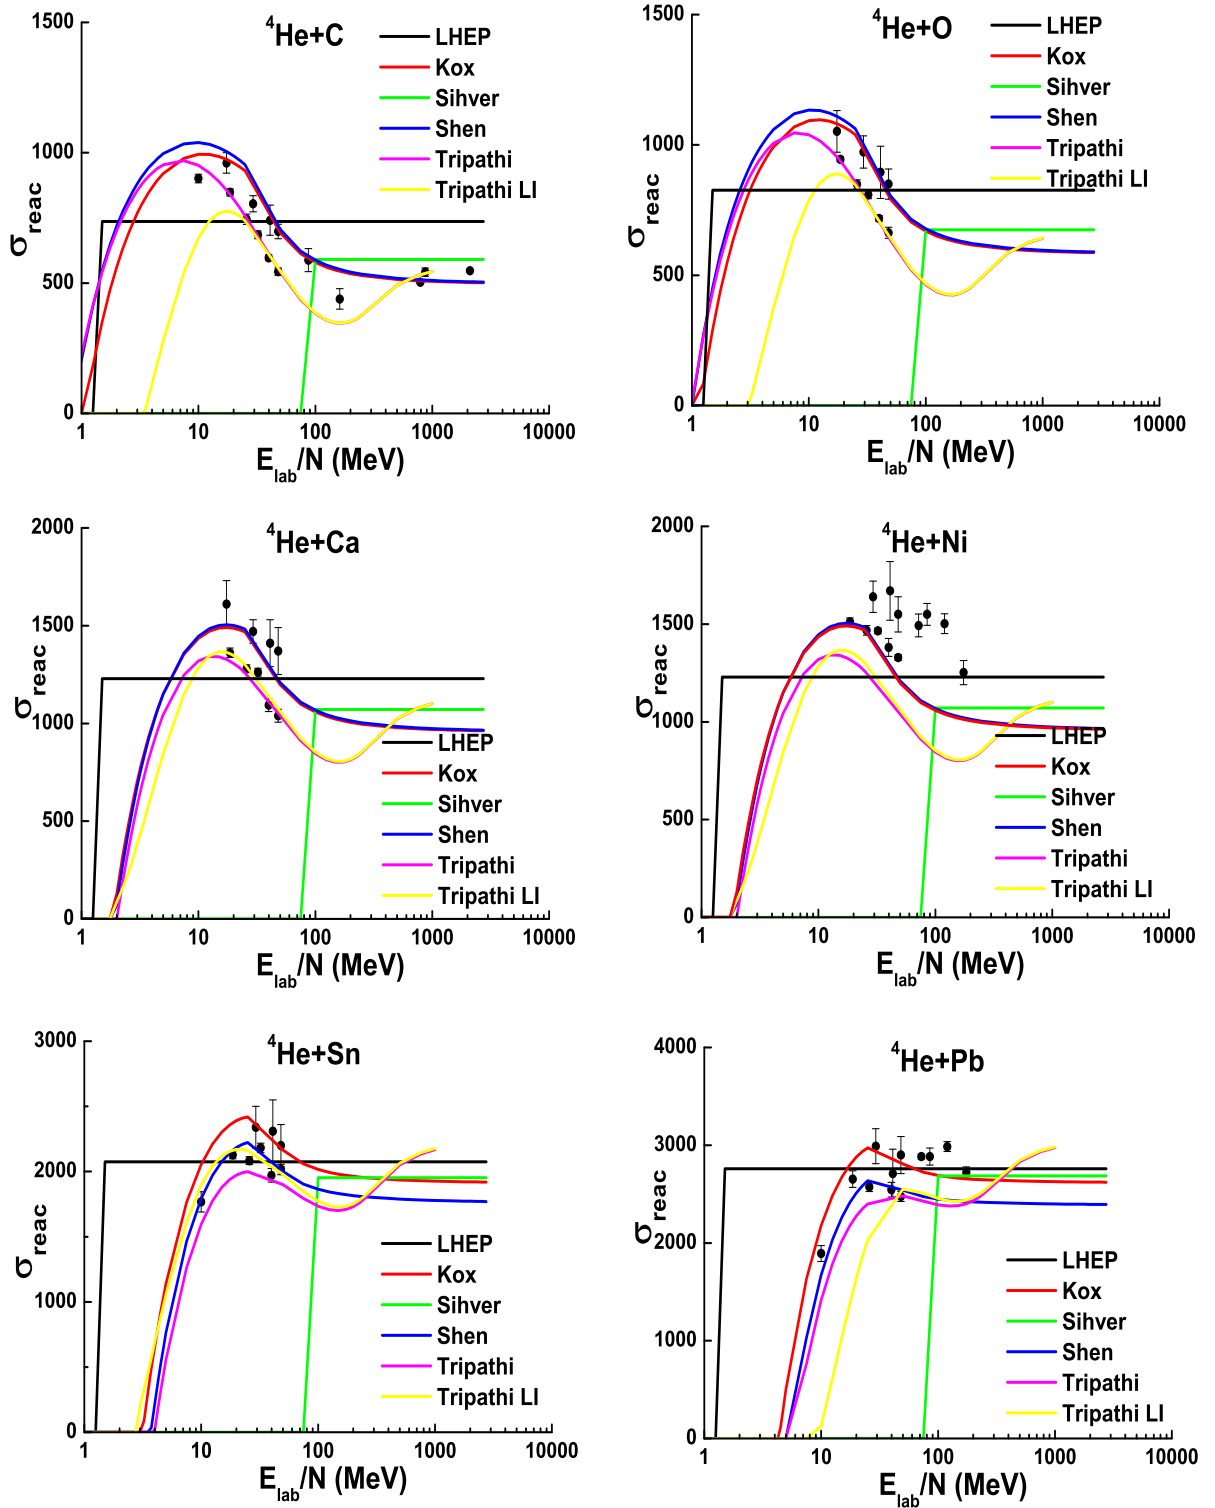 ⁴He+C
LHEP
Kox
Sihver
Shen
Tripathi
Tripathi LI
σreac
1500
1000
500
0
1 10 100 1000 10000
Elab/N (MeV)
⁴He+O
LHEP
Kox
Sihver
Shen
Tripathi
Tripathi LI
σreac
1500
1000
500
0
1 10 100 1000 10000
Elab/N (MeV)
⁴He+Ca
σreac
2000
1500
1000
500
0
LHEP
Kox
Sihver
Shen
Tripathi
Tripathi LI
1 10 100 1000 10000
Elab/N (MeV)
⁴He+Ni
σreac
2000
1500
1000
500
0
LHEP
Kox
Sihver
Shen
Tripathi
Tripathi LI
1 10 100 1000 10000
Elab/N (MeV)
⁴He+Sn
σreac
3000
2000
1000
0
LHEP
Kox
Sihver
Shen
Tripathi
Tripathi LI
1 10 100 1000 10000
Elab/N (MeV)
⁴He+Pb
σreac
4000
3000
2000
1000
0
LHEP
Kox
Sihver
Shen
Tripathi
Tripathi LI
1 10 100 1000 10000
Elab/N (MeV)